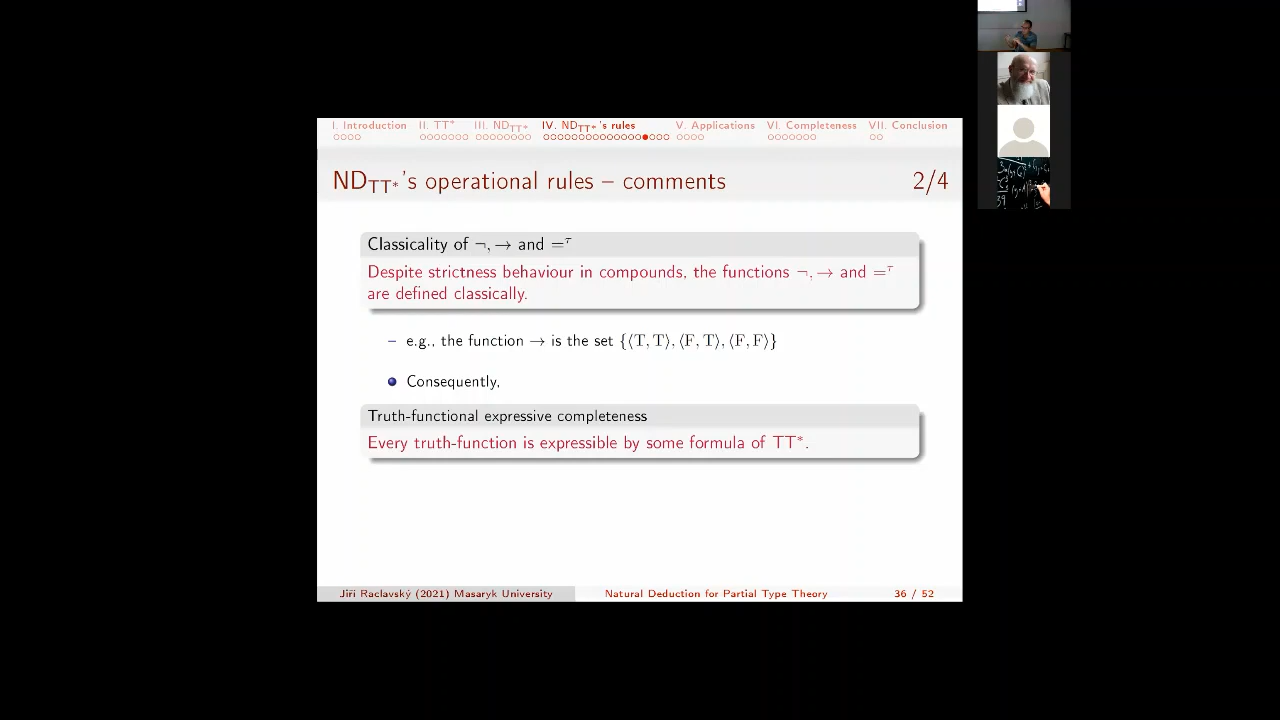 I. Introduction II. TT* III. ND_TT* IV. ND_TT*'s rules V. Applications VI. Completeness VII. Conclusion
ND_TT*'s operational rules – comments 2/4
Classicality of ¬, → and =^τ
Despite strictness behaviour in compounds, the functions ¬, → and =^τ
are defined classically.
– e.g., the function → is the set {⟨T, T⟩, ⟨F, T⟩, ⟨F, F⟩}
Consequently,
Truth-functional expressive completeness
Every truth-function is expressible by some formula of TT*.
Jiří Raclavský (2021) Masaryk University Natural Deduction for Partial Type Theory 36 / 52